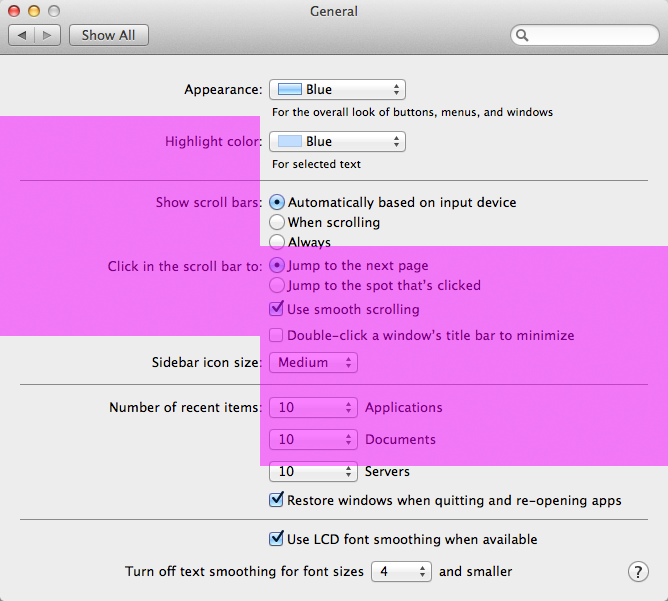 General
Show All
Appearance: Blue
For the overall look of buttons, menus, and windows
Highlight color: Blue
For selected text
Show scroll bars: Automatically based on input device
When scrolling
Always
Click in the scroll bar to: Jump to the next page
Jump to the spot that's clicked
Use smooth scrolling
Double-click a window's title bar to minimize
Sidebar icon size: Medium
Number of recent items: 10 Applications
10 Documents
10 Servers
Restore windows when quitting and re-opening apps
Use LCD font smoothing when available
Turn off text smoothing for font sizes 4 and smaller ?